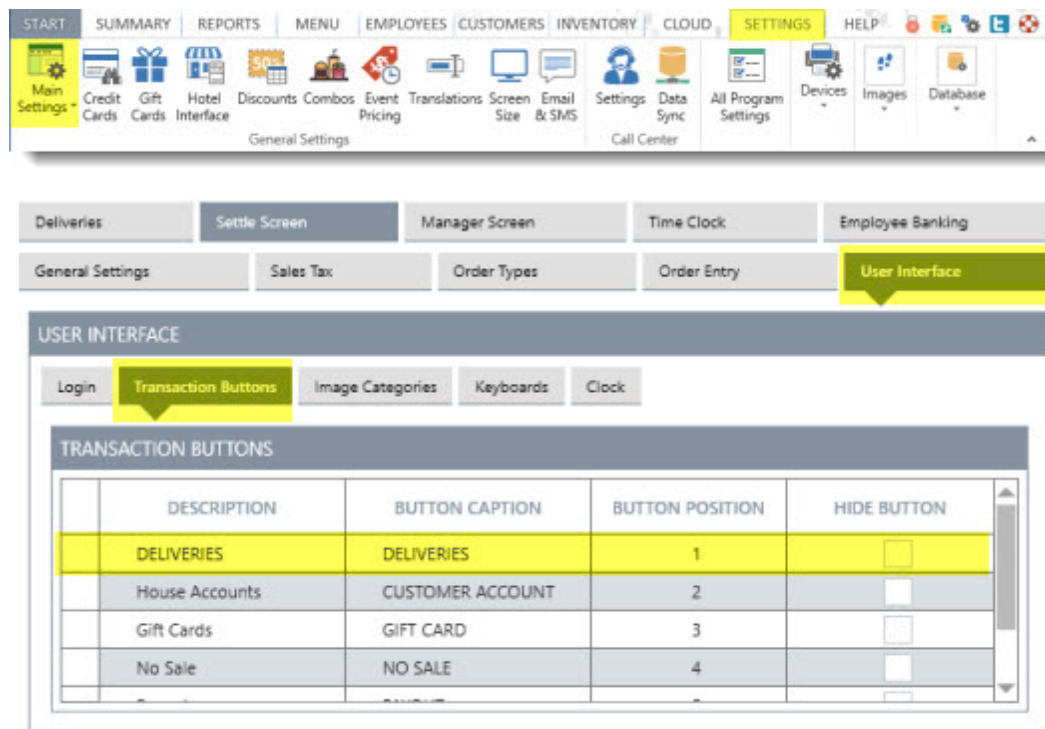 START SUMMARY REPORTS MENU EMPLOYEES CUSTOMERS INVENTORY CLOUD SETTINGS HELP
Main Settings
Credit Cards
Gift Cards
Hotel Interface
50%
Discounts
Combos
Event Pricing
Translations
Screen Size
Email & SMS
Settings
Data Sync
All Program Settings
Devices
Images
Database
General Settings
Call Center
Deliveries Settle Screen Manager Screen Time Clock Employee Banking
General Settings Sales Tax Order Types Order Entry User Interface
USER INTERFACE
Login Transaction Buttons Image Categories Keyboards Clock
TRANSACTION BUTTONS
DESCRIPTION BUTTON CAPTION BUTTON POSITION HIDE BUTTON
DELIVERIES DELIVERIES 1
House Accounts CUSTOMER ACCOUNT 2
Gift Cards GIFT CARD 3
No Sale NO SALE 4